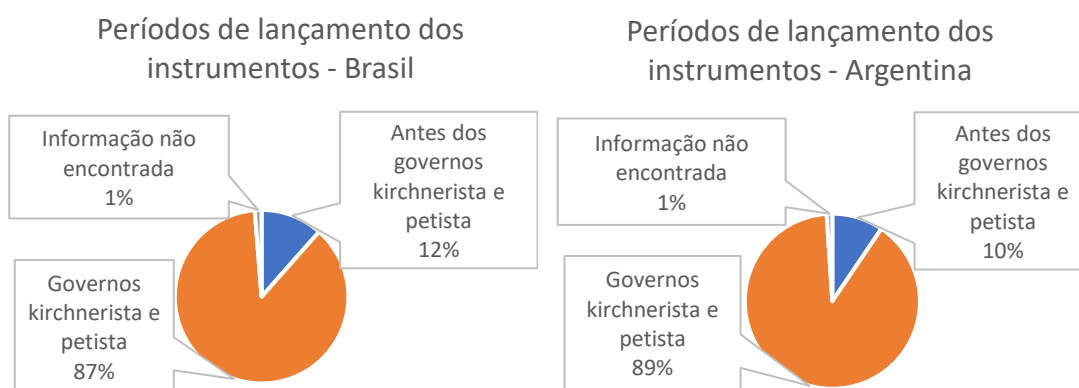 Períodos de lançamento dos
instrumentos - Brasil
Informação não
encontrada
1%
Antes dos
governos
kirchnerista e
petista
12%
Governos
kirchnerista e
petista
87%
Períodos de lançamento dos
instrumentos - Argentina
Informação não
encontrada
1%
Antes dos
governos
kirchnerista e
petista
10%
Governos
kirchnerista e
petista
89%